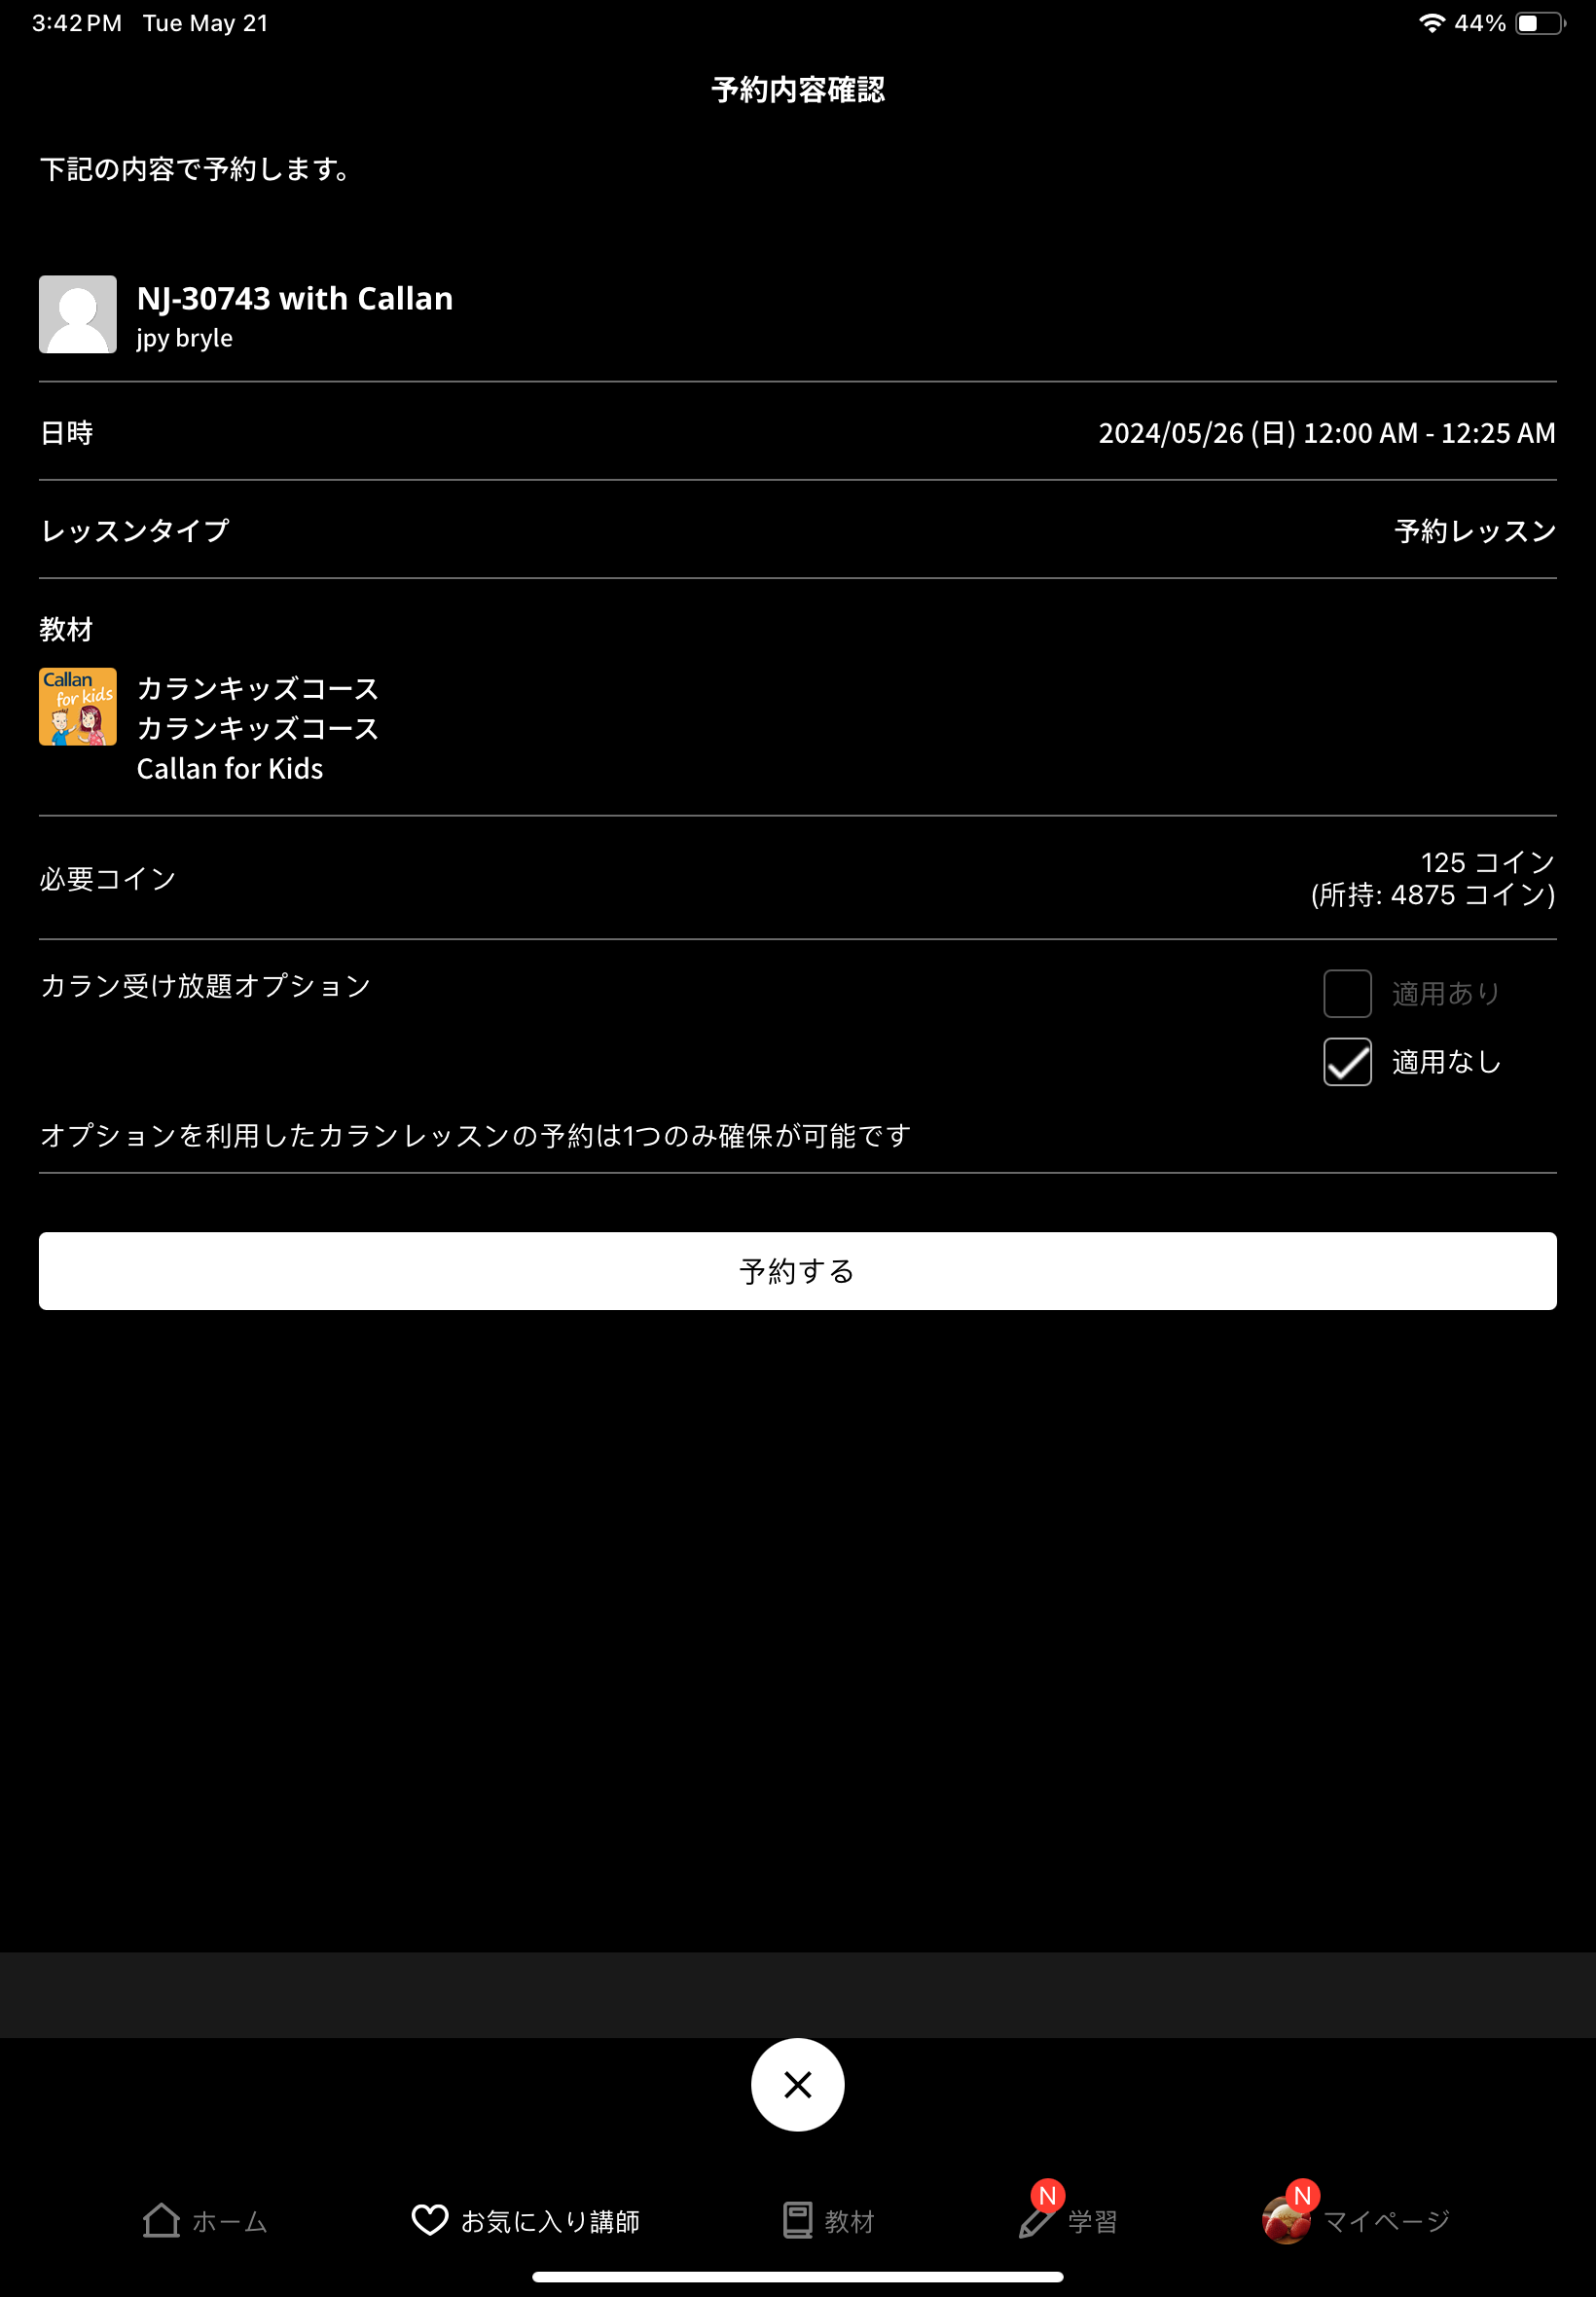 3:42 PM Tue May 21
44%
予約内容確認
下記の内容で予約します。
NJ-30743 with Callan
jpy bryle
日時
2024/05/26 (日) 12:00 AM - 12:25 AM
レッスンタイプ
予約レッスン
教材
Callan
for kids
カランキッズコース
カランキッズコース
Callan for Kids
必要コイン
125 コイン
(所持: 4875 コイン)
カラン受け放題オプション
適用あり
適用なし
オプションを利用したカランレッスンの予約は1つのみ確保が可能です
予約する
ホーム
お気に入り講師
教材
N
学習
N
マイページ